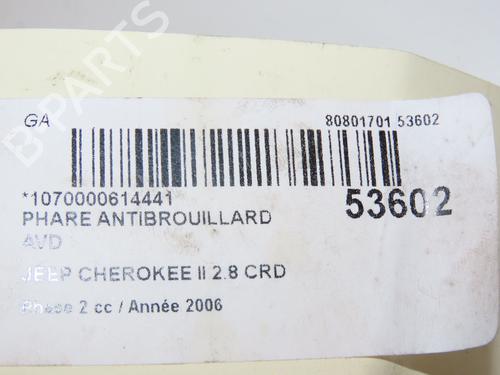 GA
80801701 53602
*1070000614441
53602
PHARE ANTIBROUILLARD
AVD
JEEP CHEROKEE II 2.8 CRD
Phase 2 cc / Année 2006
B-PARTS